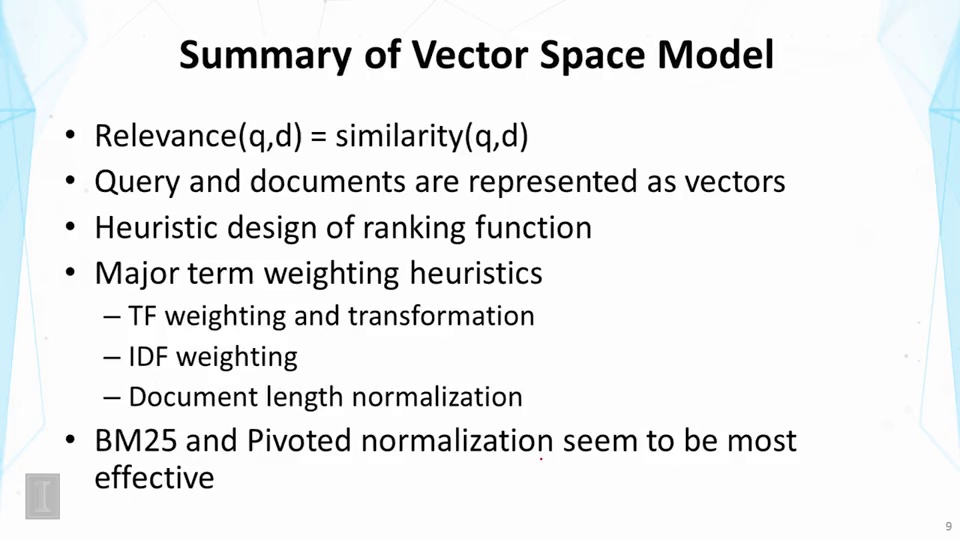 Summary of Vector Space Model
• Relevance(q,d) = similarity(q,d)
• Query and documents are represented as vectors
• Heuristic design of ranking function
• Major term weighting heuristics
– TF weighting and transformation
– IDF weighting
– Document length normalization
• BM25 and Pivoted normalization seem to be most
effective
I
9